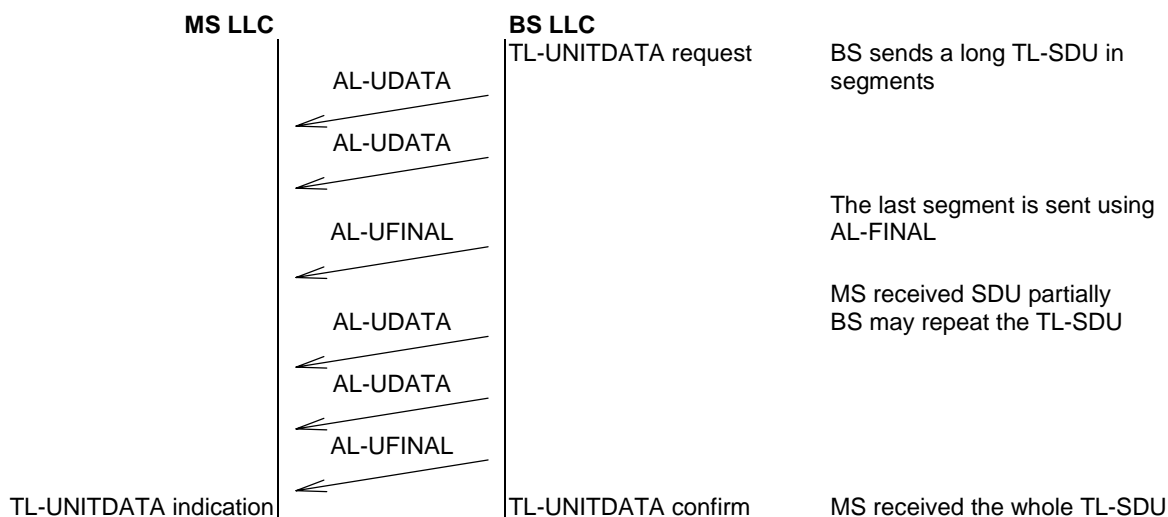 MS LLC
BS LLC
TL-UNITDATA request
BS sends a long TL-SDU in
segments
AL-UDATA
AL-UDATA
The last segment is sent using
AL-FINAL
AL-UFINAL
MS received SDU partially
BS may repeat the TL-SDU
AL-UDATA
AL-UDATA
AL-UFINAL
TL-UNITDATA indication
TL-UNITDATA confirm
MS received the whole TL-SDU